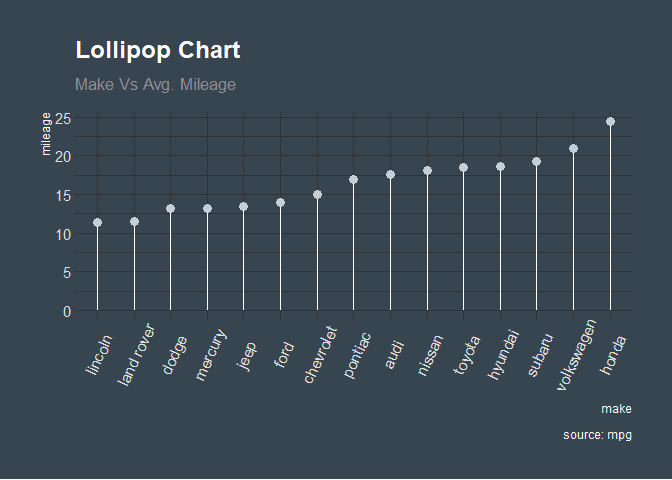 Lollipop Chart
Make Vs Avg. Mileage
mileage
25
20
15
10
5
0
lincoln
land rover
dodge
mercury
jeep
ford
chevrolet
pontiac
audi
nissan
toyota
hyundai
subaru
volkswagen
honda
make
source: mpg